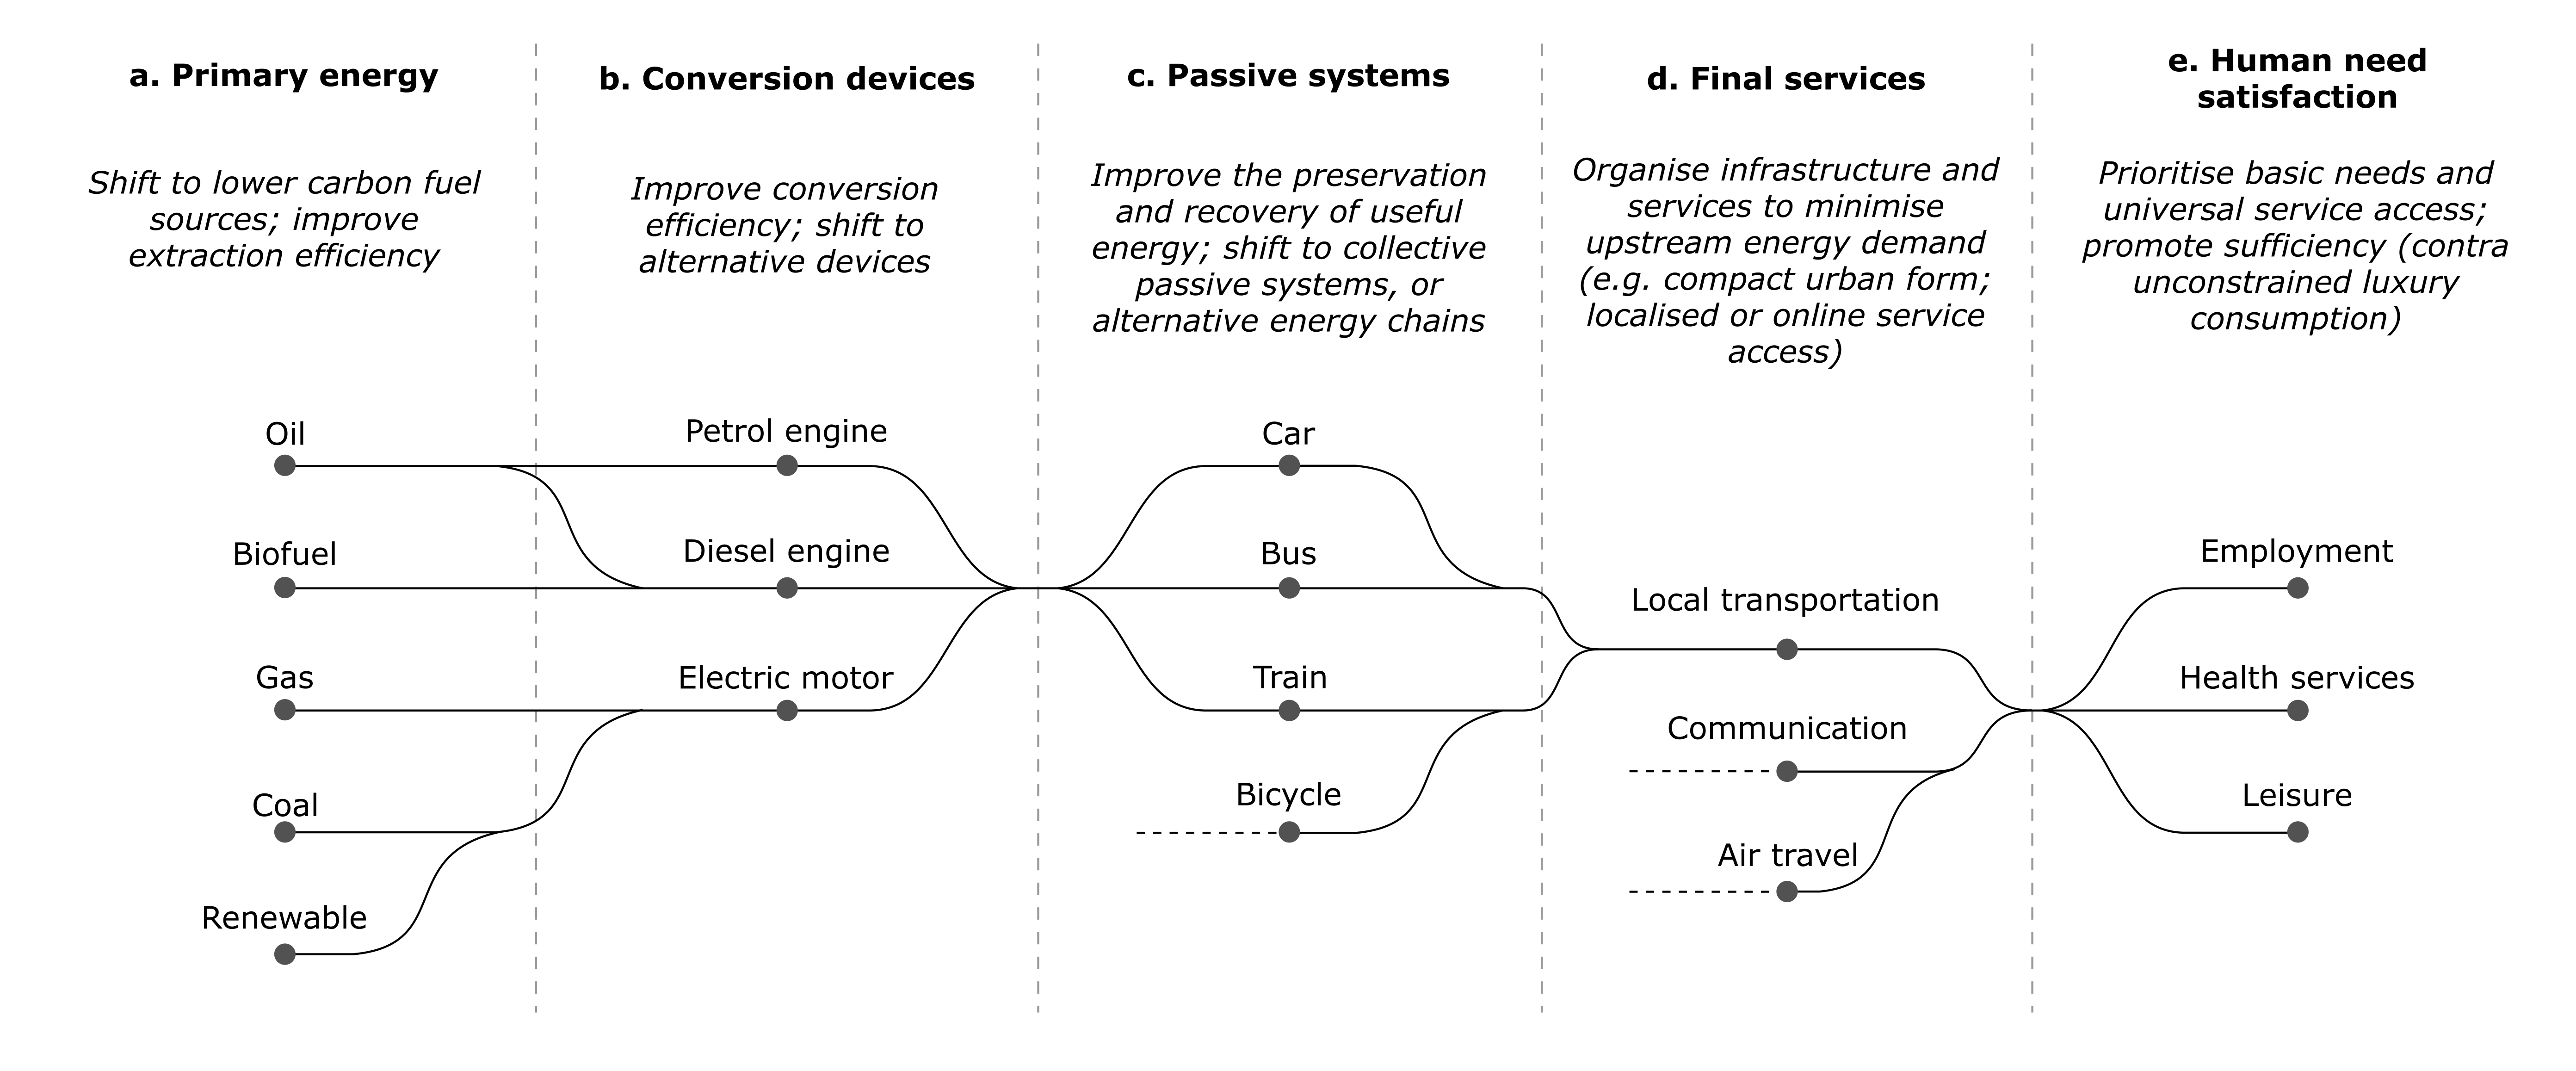 a. Primary energy
Shift to lower carbon fuel
sources; improve
extraction efficiency
Oil
Biofuel
Gas
Coal
Renewable
b. Conversion devices
Improve conversion
efficiency; shift to
alternative devices
Petrol engine
Diesel engine
Electric motor
c. Passive systems
Improve the preservation
and recovery of useful
energy; shift to collective
passive systems, or
alternative energy chains
Car
Bus
Train
Bicycle
d. Final services
Organise infrastructure and
services to minimise
upstream energy demand
(e.g. compact urban form;
localised or online service
access)
Local transportation
Communication
Air travel
e. Human need
satisfaction
Prioritise basic needs and
universal service access;
promote sufficiency (contra
unconstrained luxury
consumption)
Employment
Health services
Leisure